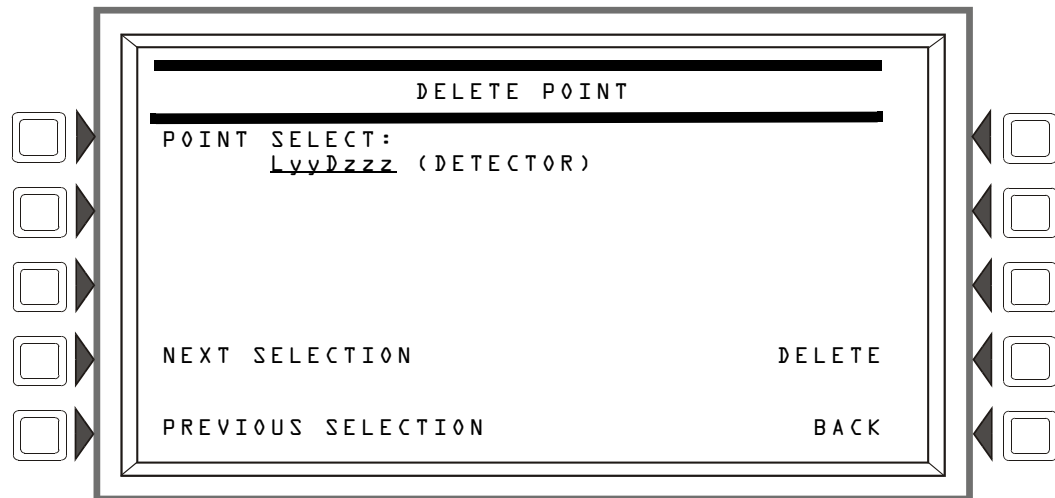 DELETE POINT
POINT SELECT:
LyyDzzz (DETECTOR)
NEXT SELECTION DELETE
PREVIOUS SELECTION BACK